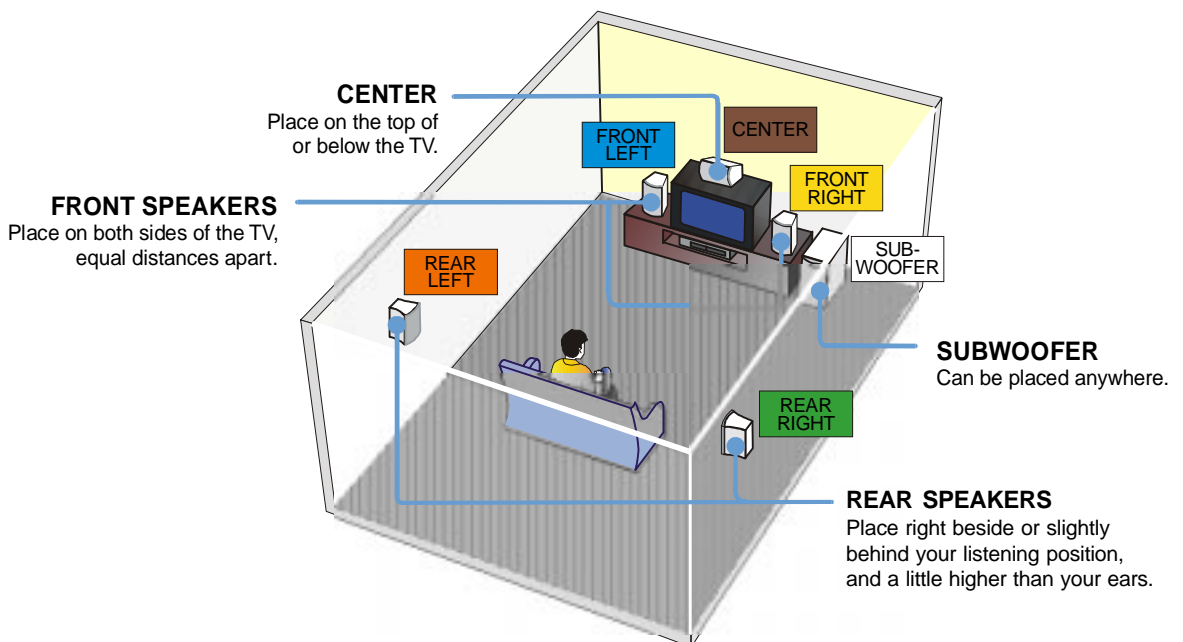 CENTER
Place on the top of
or below the TV.
FRONT
LEFT
CENTER
FRONT
RIGHT
FRONT SPEAKERS
Place on both sides of the TV,
equal distances apart.
REAR
LEFT
SUB-
WOOFER
SUBWOOFER
Can be placed anywhere.
REAR
RIGHT
REAR SPEAKERS
Place right beside or slightly
behind your listening position,
and a little higher than your ears.